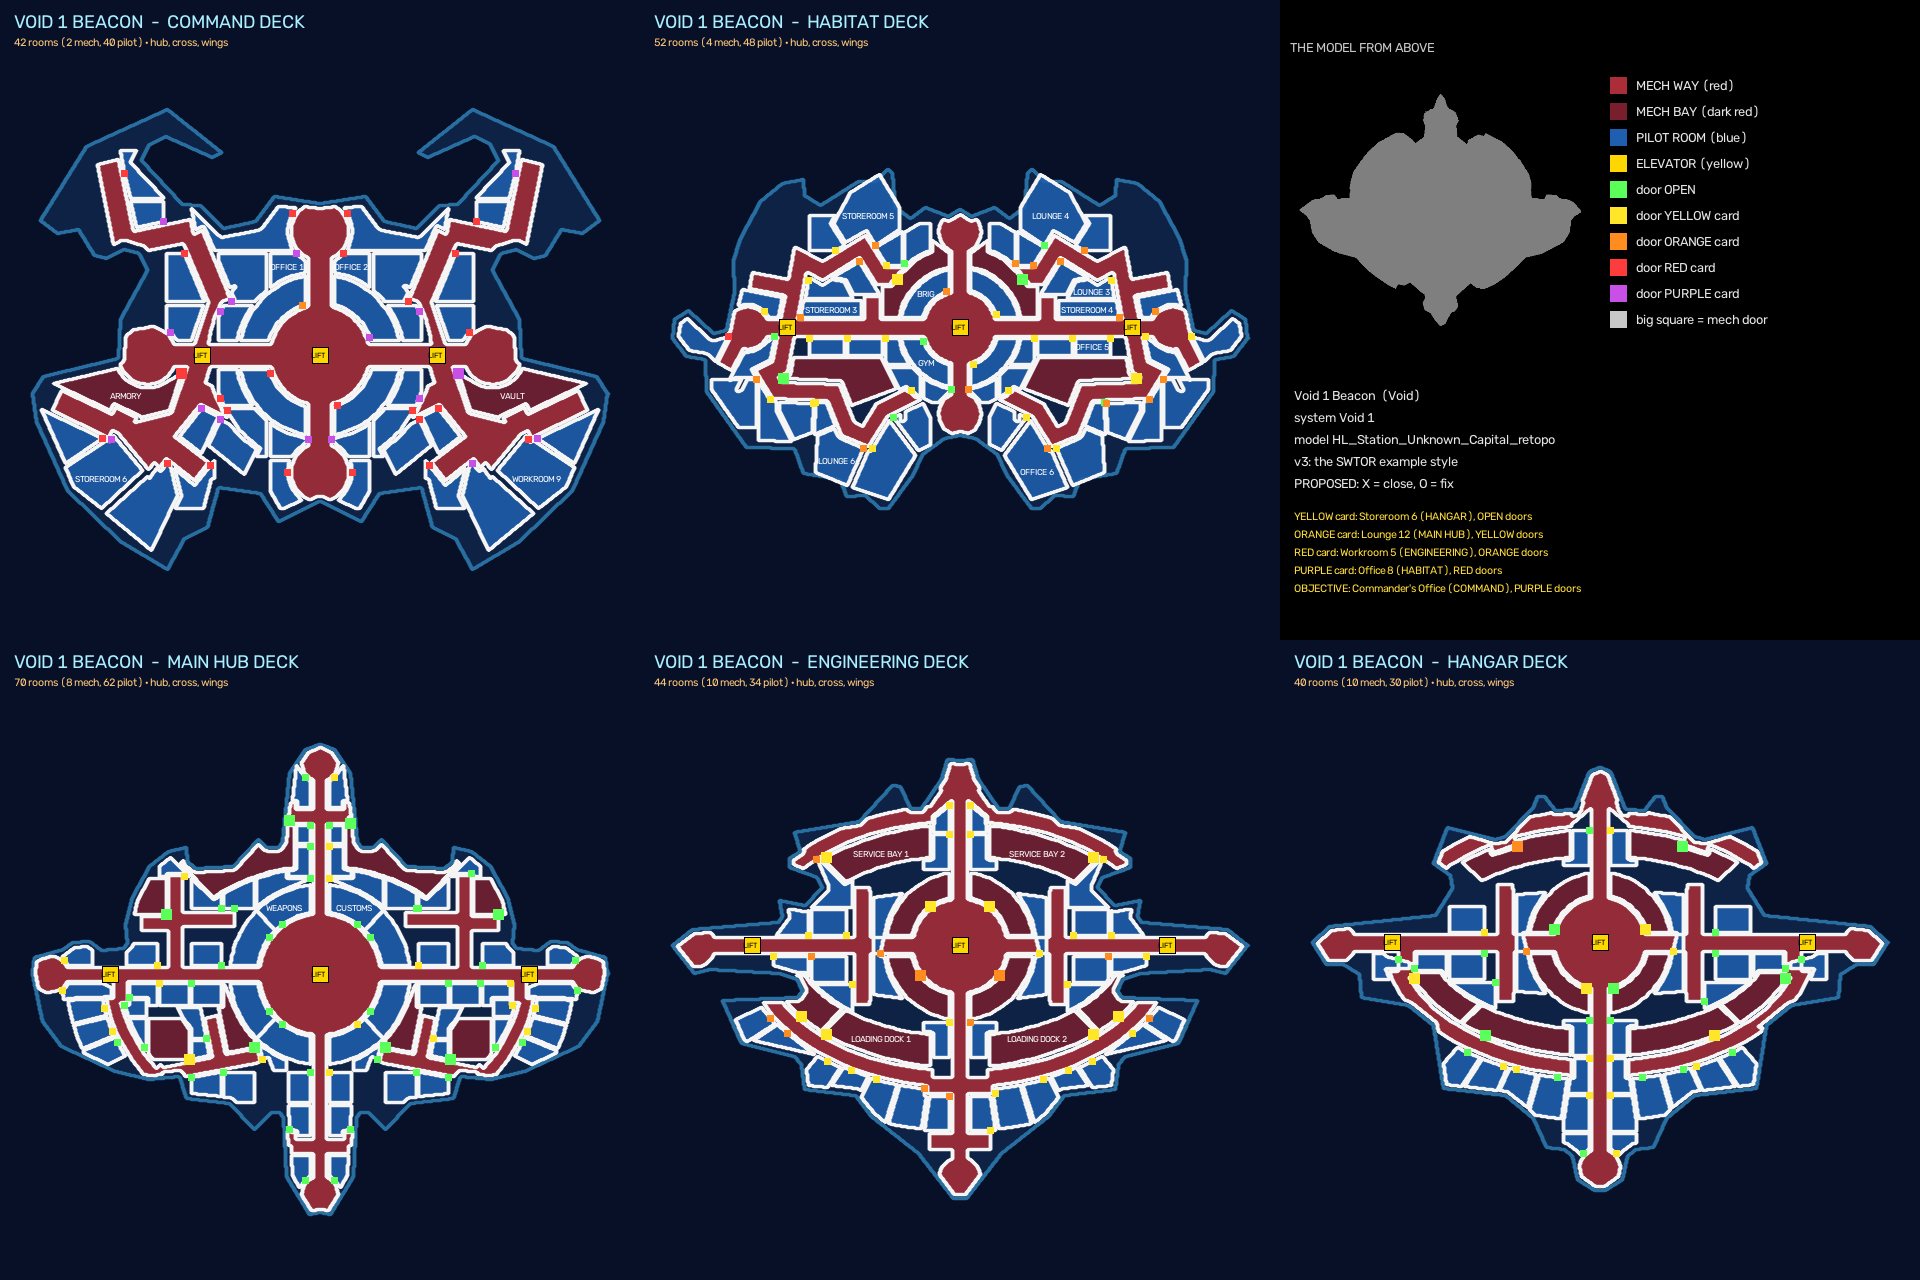 VOID 1 BEACON - COMMAND DECK
42 rooms (2 mech, 40 pilot) • hub, cross, wings
OFFICE 1
OFFICE 2
LIFT
LIFT
LIFT
ARMORY
VAULT
STOREROOM 6
WORKROOM 9
VOID 1 BEACON - HABITAT DECK
52 rooms (4 mech, 48 pilot) • hub, cross, wings
STOREROOM 5
LOUNGE 4
BRIG
LOUNGE 3
STOREROOM 3
STOREROOM 4
LIFT
LIFT
LIFT
OFFICE 5
GYM
LOUNGE 6
OFFICE 6
THE MODEL FROM ABOVE
MECH WAY (red)
MECH BAY (dark red)
PILOT ROOM (blue)
ELEVATOR (yellow)
door OPEN
door YELLOW card
door ORANGE card
door RED card
door PURPLE card
big square = mech door
Void 1 Beacon (Void)
system Void 1
model HL_Station_Unknown_Capital_retopo
v3: the SWTOR example style
PROPOSED: X = close, O = fix
YELLOW card: Storeroom 6 (HANGAR), OPEN doors
ORANGE card: Lounge 12 (MAIN HUB), YELLOW doors
RED card: Workroom 5 (ENGINEERING), ORANGE doors
PURPLE card: Office 8 (HABITAT), RED doors
OBJECTIVE: Commander's Office (COMMAND), PURPLE doors
VOID 1 BEACON - MAIN HUB DECK
70 rooms (8 mech, 62 pilot) • hub, cross, wings
WEAPONS
CUSTOMS
LIFT
LIFT
LIFT
VOID 1 BEACON - ENGINEERING DECK
44 rooms (10 mech, 34 pilot) • hub, cross, wings
SERVICE BAY 1
SERVICE BAY 2
LIFT
LIFT
LIFT
LOADING DOCK 1
LOADING DOCK 2
VOID 1 BEACON - HANGAR DECK
40 rooms (10 mech, 30 pilot) • hub, cross, wings
LIFT
LIFT
LIFT